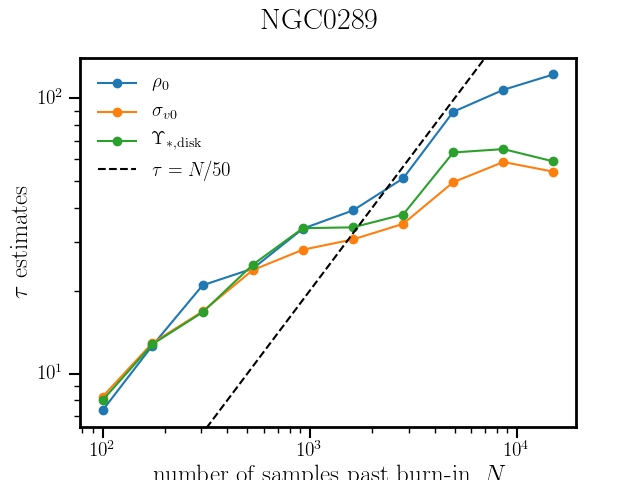 NGC0289
ρ₀
σᵥ₀
Υ∗,disk
τ = N/50
10²
10¹
τ estimates
10² 10³ 10⁴
number of samples past burn-in, N